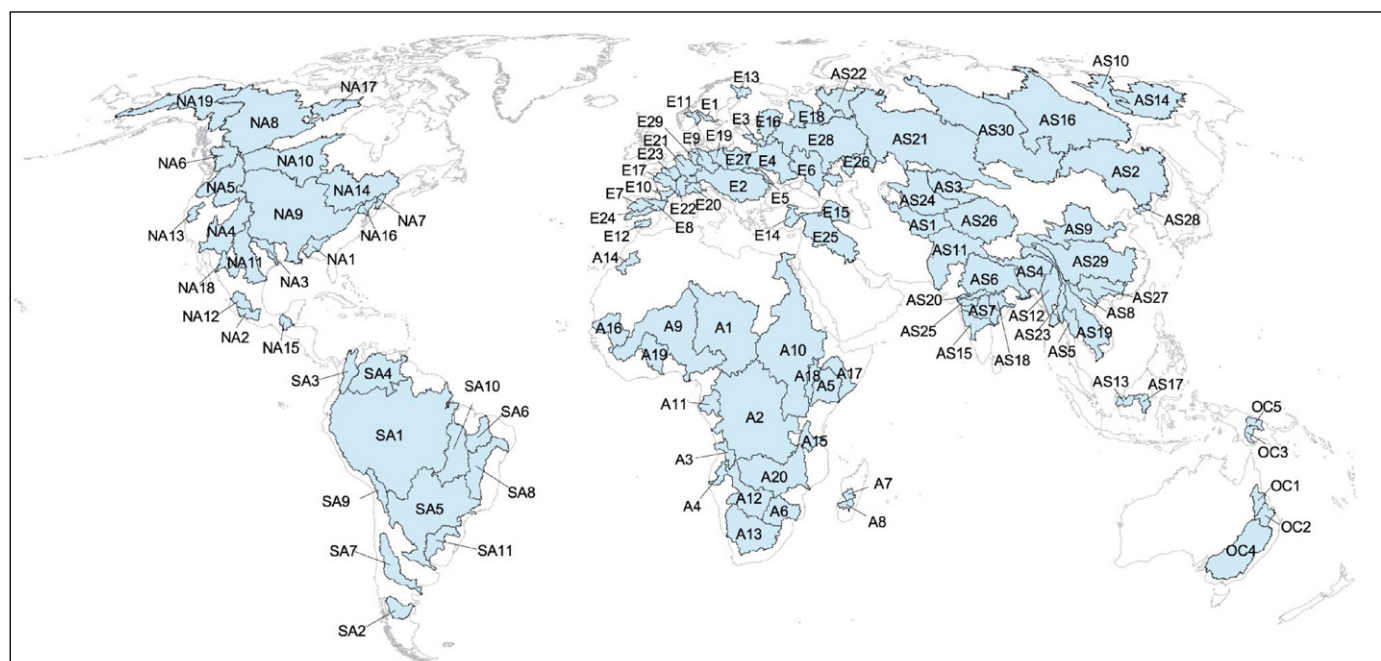 NA19
NA17
NA8
NA6
NA10
NA5
NA14
NA9
NA7
NA13
NA4
NA16
NA11
NA1
NA18
NA3
NA12
NA2
NA15
SA3
SA4
SA10
SA6
SA1
SA9
SA8
SA5
SA7
SA11
SA2
E13
E11
E1
E29
E3
E16
E18
E21
E9
E19
E28
E23
E27
E4
E26
E17
E6
E10
E2
E7
E5
E24
E22
E20
E15
E12
E8
E14
E25
A14
A16
A9
A1
A19
A10
A18
A17
A5
A11
A2
A3
A15
A20
A4
A12
A7
A6
A8
A13
AS22
AS10
AS14
AS30
AS16
AS21
AS2
AS3
AS24
AS28
AS1
AS26
AS9
AS11
AS29
AS6
AS4
AS20
AS27
AS7
AS12
AS8
AS25
AS23
AS19
AS15
AS18
AS5
AS13
AS17
OC5
OC3
OC1
OC2
OC4